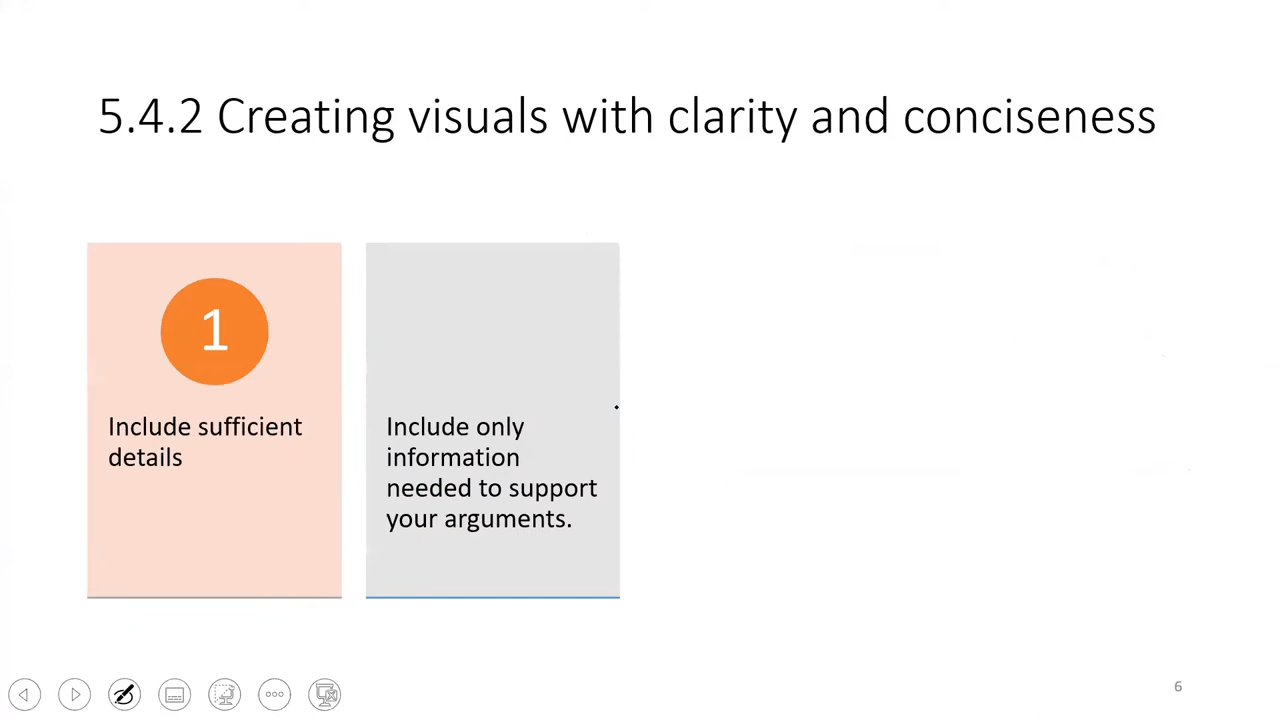 5.4.2 Creating visuals with clarity and conciseness
1
Include sufficient
details
Include only
information
needed to support
your arguments.
6